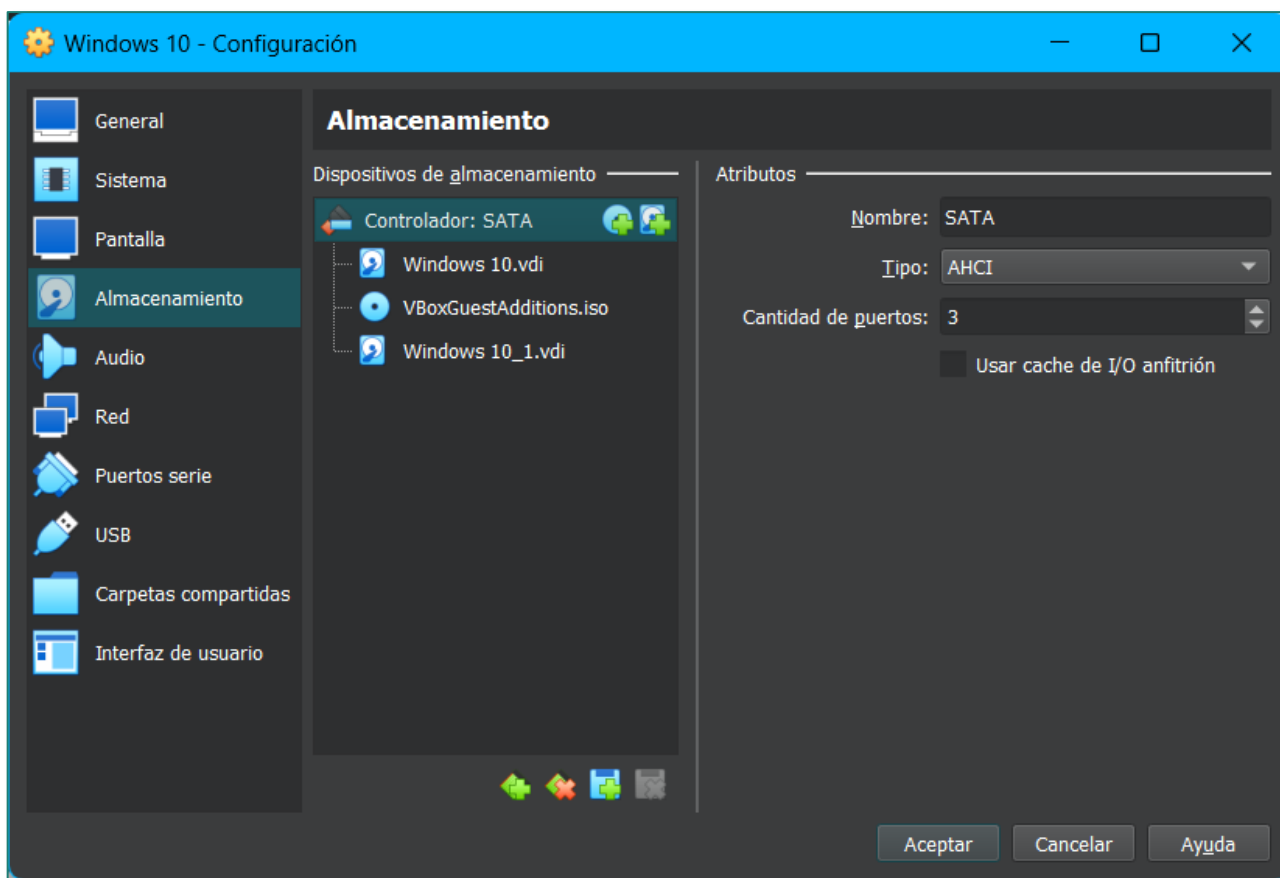 Windows 10 - Configuración
General
Sistema
Pantalla
Almacenamiento
Audio
Red
Puertos serie
USB
Carpetas compartidas
Interfaz de usuario
Almacenamiento
Dispositivos de almacenamiento
Controlador: SATA
Windows 10.vdi
VBoxGuestAdditions.iso
Windows 10_1.vdi
Atributos
Nombre: SATA
Tipo: AHCI
Cantidad de puertos: 3
Usar cache de I/O anfitrión
Aceptar Cancelar Ayuda